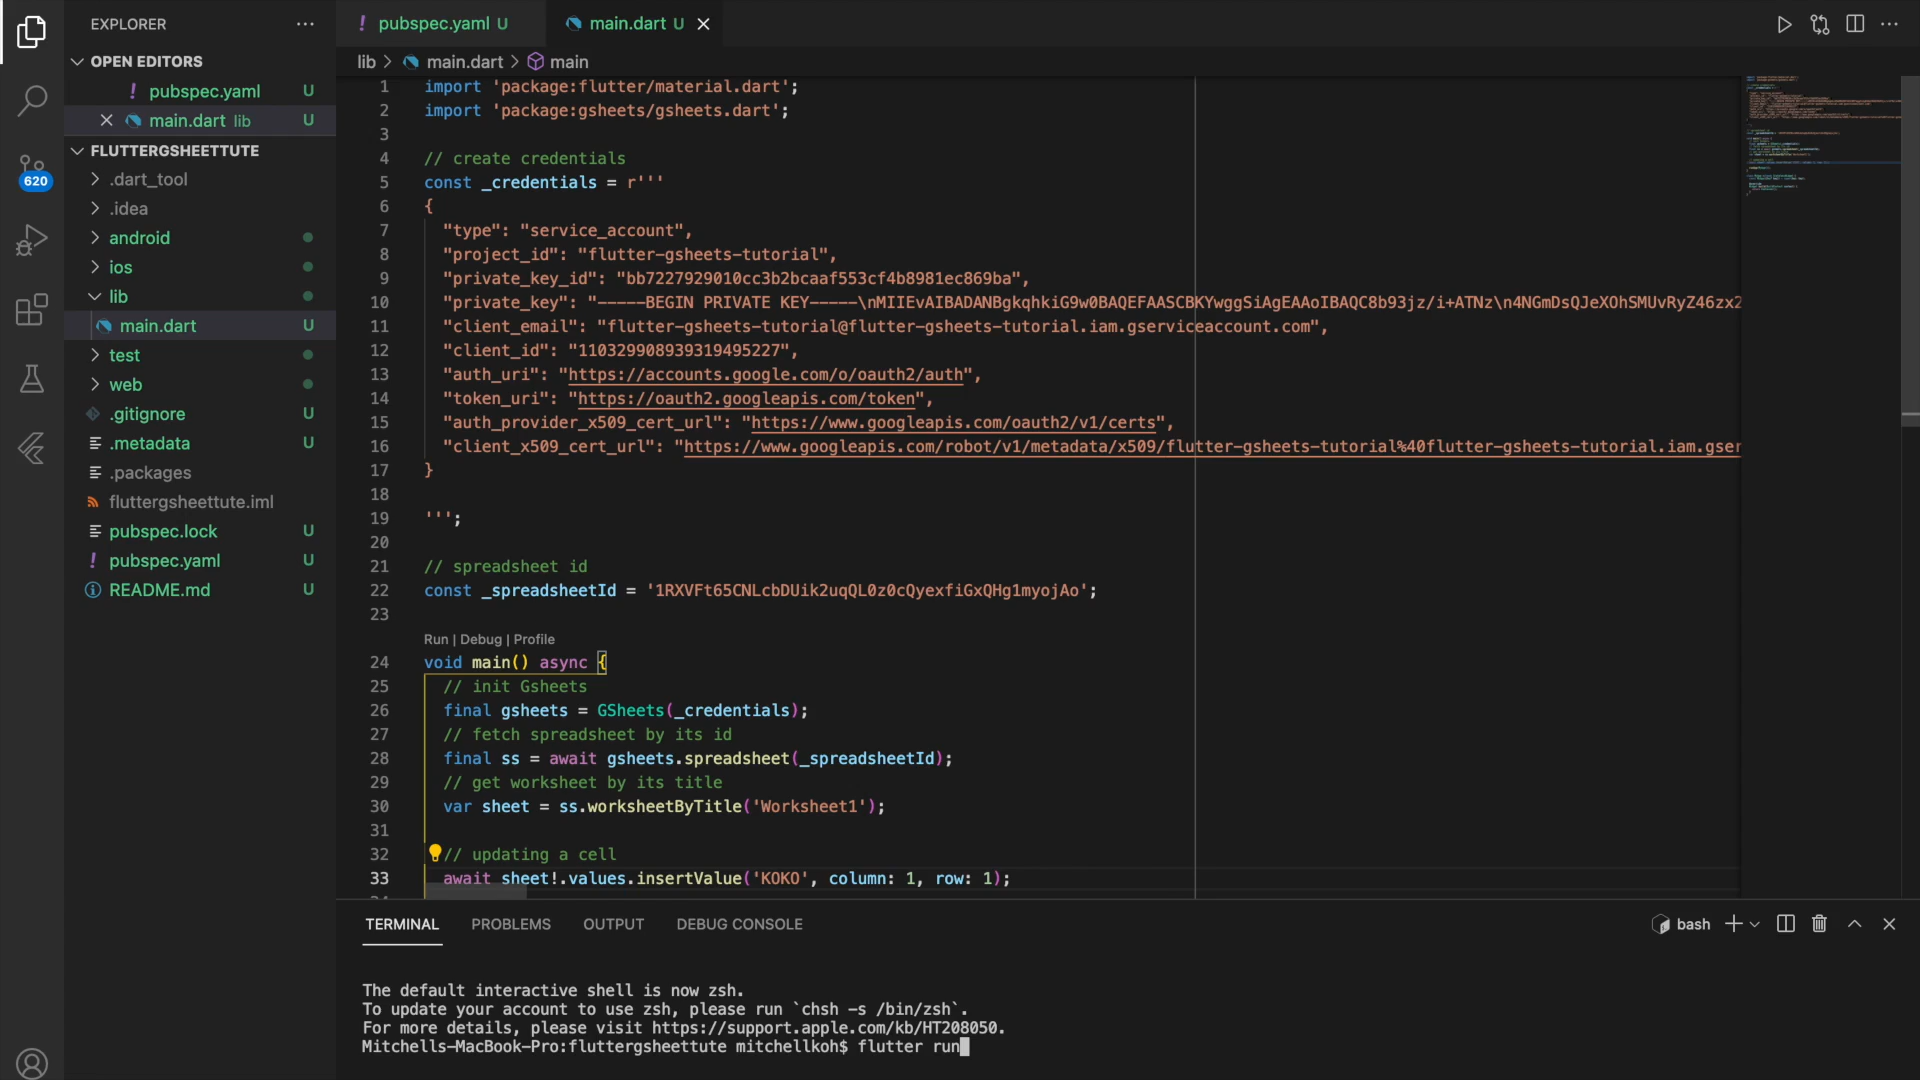 EXPLORER
OPEN EDITORS
! pubspec.yaml U
main.dart lib U
FLUTTERGSHEETTUTE
.dart_tool
.idea
android
ios
lib
main.dart U
test
web
.gitignore U
.metadata U
.packages
fluttergsheettute.iml
pubspec.lock U
! pubspec.yaml U
README.md U
620
! pubspec.yaml U
main.dart U
lib > main.dart > main
1 import 'package:flutter/material.dart';
2 import 'package:gsheets/gsheets.dart';
3
4 // create credentials
5 const _credentials = r'''
6 {
7 "type": "service_account",
8 "project_id": "flutter-gsheets-tutorial",
9 "private_key_id": "bb7227929010cc3b2bcaaf553cf4b8981ec869ba",
10 "private_key": "-----BEGIN PRIVATE KEY-----\nMIIEvAIBADANBgkqhkiG9w0BAQEFAASCBKYwggSiAgEAAoIBAQC8b93jz/i+ATNz\n4NGmDsQJeXOhSMUvRyZ46zx2
11 "client_email": "flutter-gsheets-tutorial@flutter-gsheets-tutorial.iam.gserviceaccount.com",
12 "client_id": "110329908939319495227",
13 "auth_uri": "https://accounts.google.com/o/oauth2/auth",
14 "token_uri": "https://oauth2.googleapis.com/token",
15 "auth_provider_x509_cert_url": "https://www.googleapis.com/oauth2/v1/certs",
16 "client_x509_cert_url": "https://www.googleapis.com/robot/v1/metadata/x509/flutter-gsheets-tutorial%40flutter-gsheets-tutorial.iam.gser
17 }
18
19 ''';
20
21 // spreadsheet id
22 const _spreadsheetId = '1RXVFt65CNLcbDUik2uqQL0z0cQyexfiGxQHg1myojAo';
23
Run | Debug | Profile
24 void main() async {
25 // init Gsheets
26 final gsheets = GSheets(_credentials);
27 // fetch spreadsheet by its id
28 final ss = await gsheets.spreadsheet(_spreadsheetId);
29 // get worksheet by its title
30 var sheet = ss.worksheetByTitle('Worksheet1');
31
32 // updating a cell
33 await sheet!.values.insertValue('KOKO', column: 1, row: 1);
TERMINAL PROBLEMS OUTPUT DEBUG CONSOLE
bash
The default interactive shell is now zsh.
To update your account to use zsh, please run `chsh -s /bin/zsh`.
For more details, please visit https://support.apple.com/kb/HT208050.
Mitchells-MacBook-Pro:fluttergsheettute mitchellkoh$ flutter run